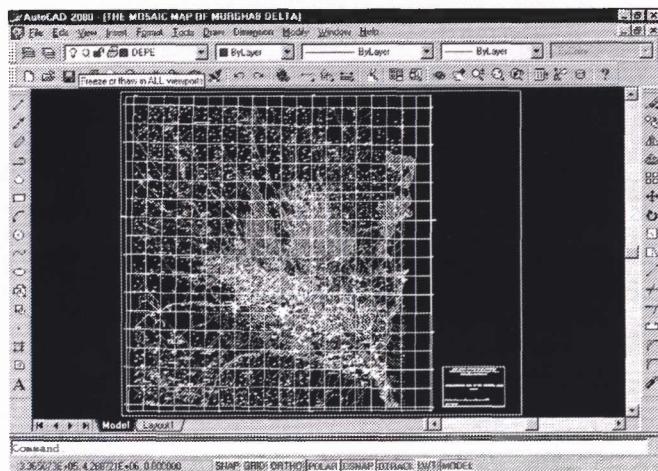 AutoCAD 2000 - [THE MOSAIC MAP OF MURGHAB DELTA]
File Edit View Insert Format Tools Draw Dimension Modify Window Help
DEPE ByLayer ByLayer ByLayer
Freeze or thaw in ALL viewports
A
Model Layout1
Command
SNAP GRID ORTHO POLAR OSNAP OTRACK LWT MODEL